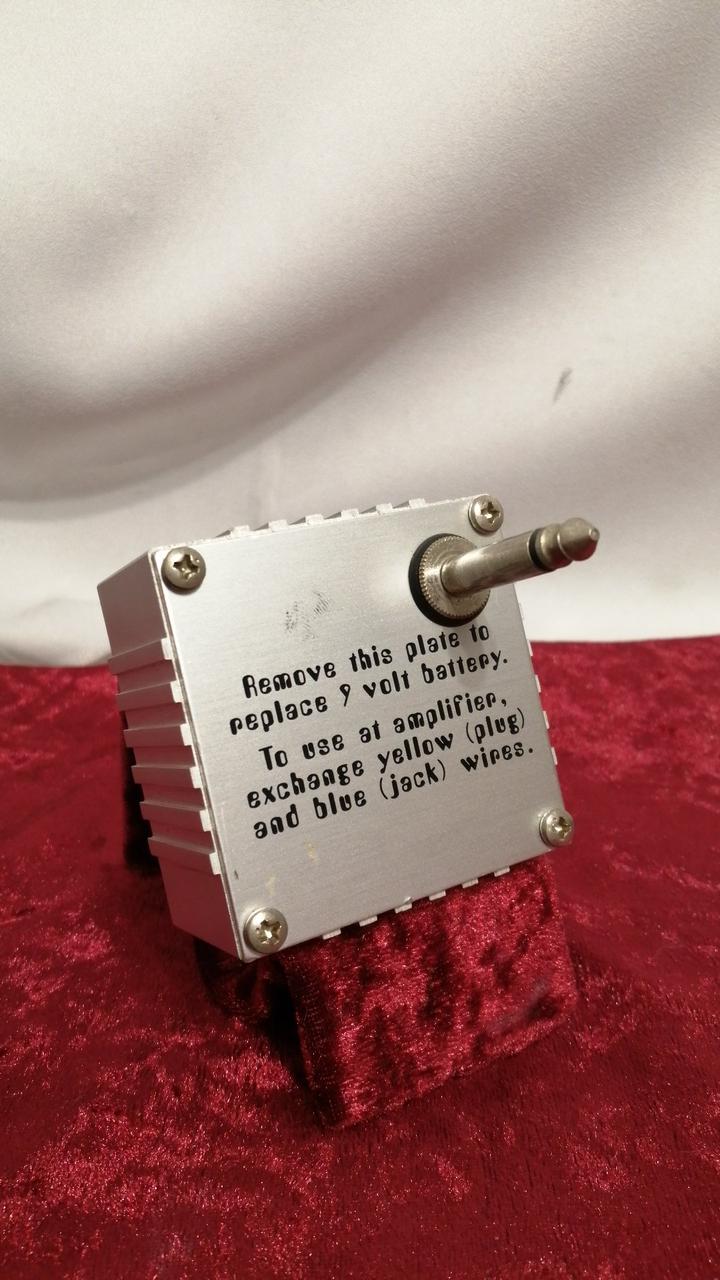 Remove this plate to
replace 9 volt battery.
To use at amplifier,
exchange yellow (plug)
and blue (jack) wires.